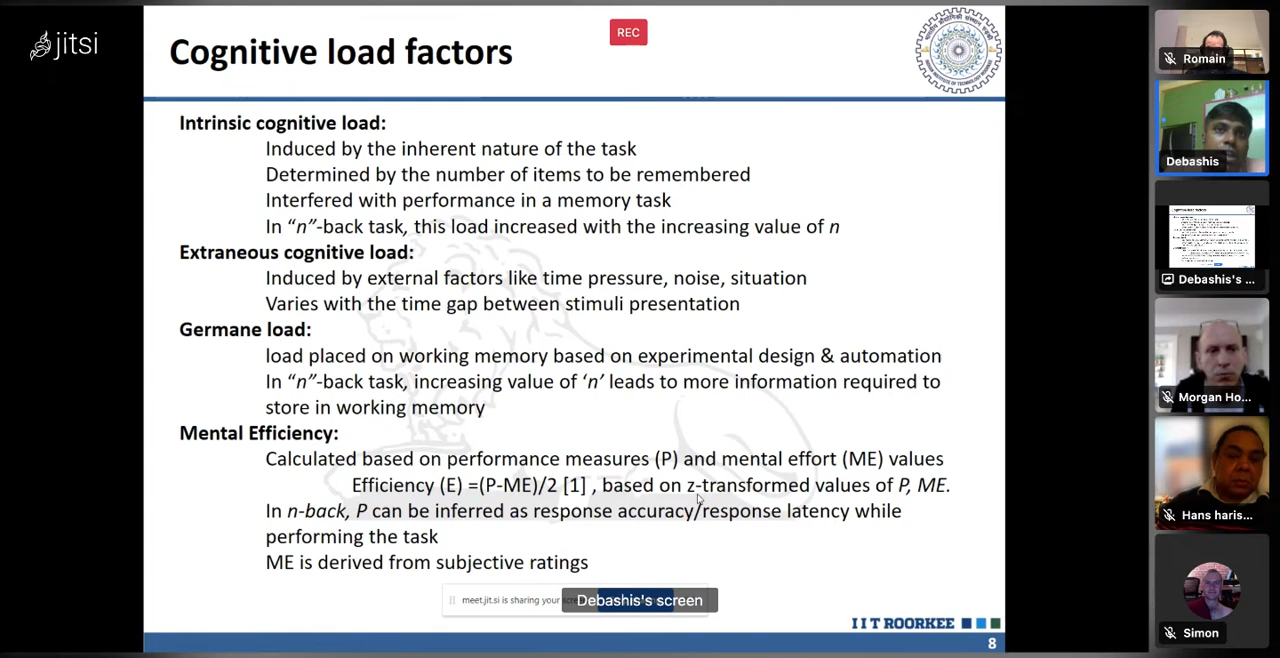 jitsi
REC
Cognitive load factors
Intrinsic cognitive load:
Induced by the inherent nature of the task
Determined by the number of items to be remembered
Interfered with performance in a memory task
In “n”-back task, this load increased with the increasing value of n
Extraneous cognitive load:
Induced by external factors like time pressure, noise, situation
Varies with the time gap between stimuli presentation
Germane load:
load placed on working memory based on experimental design & automation
In “n”-back task, increasing value of ‘n’ leads to more information required to
store in working memory
Mental Efficiency:
Calculated based on performance measures (P) and mental effort (ME) values
Efficiency (E) =(P-ME)/2 [1] , based on z-transformed values of P, ME.
In n-back, P can be inferred as response accuracy/response latency while
performing the task
ME is derived from subjective ratings
meet.jit.si is sharing your
Debashis's screen
IIT ROORKEE
8
Romain
Debashis
Debashis's ...
Morgan Ho...
Hans haris...
Simon